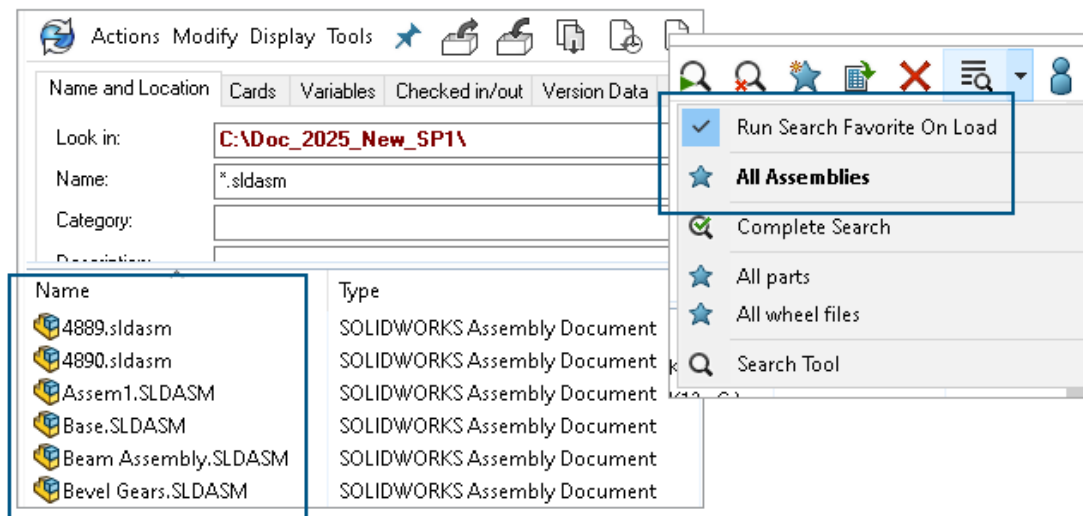 Actions Modify Display Tools
Name and Location Cards Variables Checked in/out Version Data
Look in: C:\Doc_2025_New_SP1\
Name: *.sldasm
Category:
Name Type
4889.sldasm SOLIDWORKS Assembly Document
4890.sldasm SOLIDWORKS Assembly Document
Assem1.SLDASM SOLIDWORKS Assembly Document
Base.SLDASM SOLIDWORKS Assembly Document
Beam Assembly.SLDASM SOLIDWORKS Assembly Document
Bevel Gears.SLDASM SOLIDWORKS Assembly Document
Run Search Favorite On Load
All Assemblies
Complete Search
All parts
All wheel files
Search Tool